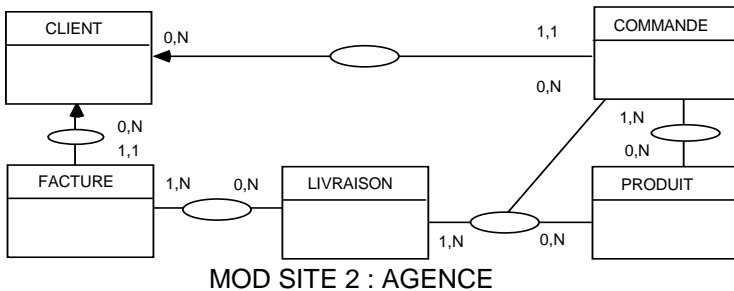 CLIENT
COMMANDE
0,N
1,1
0,N
0,N
1,1
1,N
0,N
FACTURE
1,N
0,N
LIVRAISON
PRODUIT
1,N
0,N
MOD SITE 2 : AGENCE